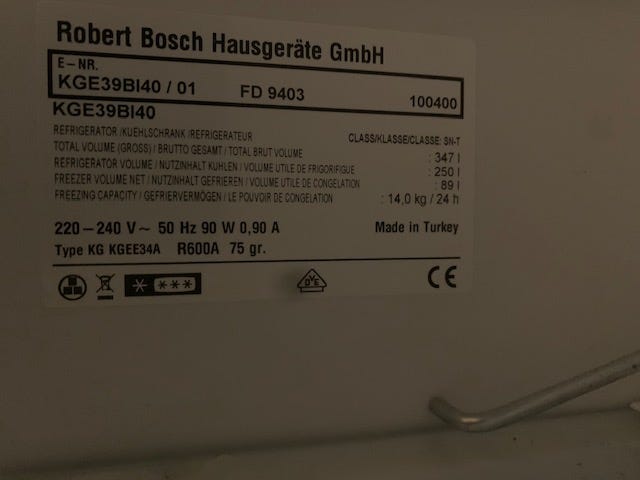 Robert Bosch Hausgeräte GmbH
E-NR.
KGE39BI40 / 01 FD 9403 100400
KGE39BI40
REFRIGERATOR /KUEHLSCHRANK /REFRIGERATEUR CLASS/KLASSE/CLASSE: SN-T
TOTAL VOLUME (GROSS) / BRUTTO GESAMT / TOTAL BRUT VOLUME : 347 l
REFRIGERATOR VOLUME / NUTZINHALT KUHLEN / VOLUME UTILE DE FRIGORIFIGUE : 250 l
FREEZER VOLUME NET / NUTZINHALT GEFRIEREN / VOLUME UTILE DE CONGELATION : 89 l
FREEZING CAPACITY / GEFRIERVERMÖGEN / LE POUVOIR DE CONGELATION : 14,0 kg / 24 h
220 – 240 V ~ 50 Hz 90 W 0,90 A Made in Turkey
Type KG KGEE34A R600A 75 gr.
DVE CE